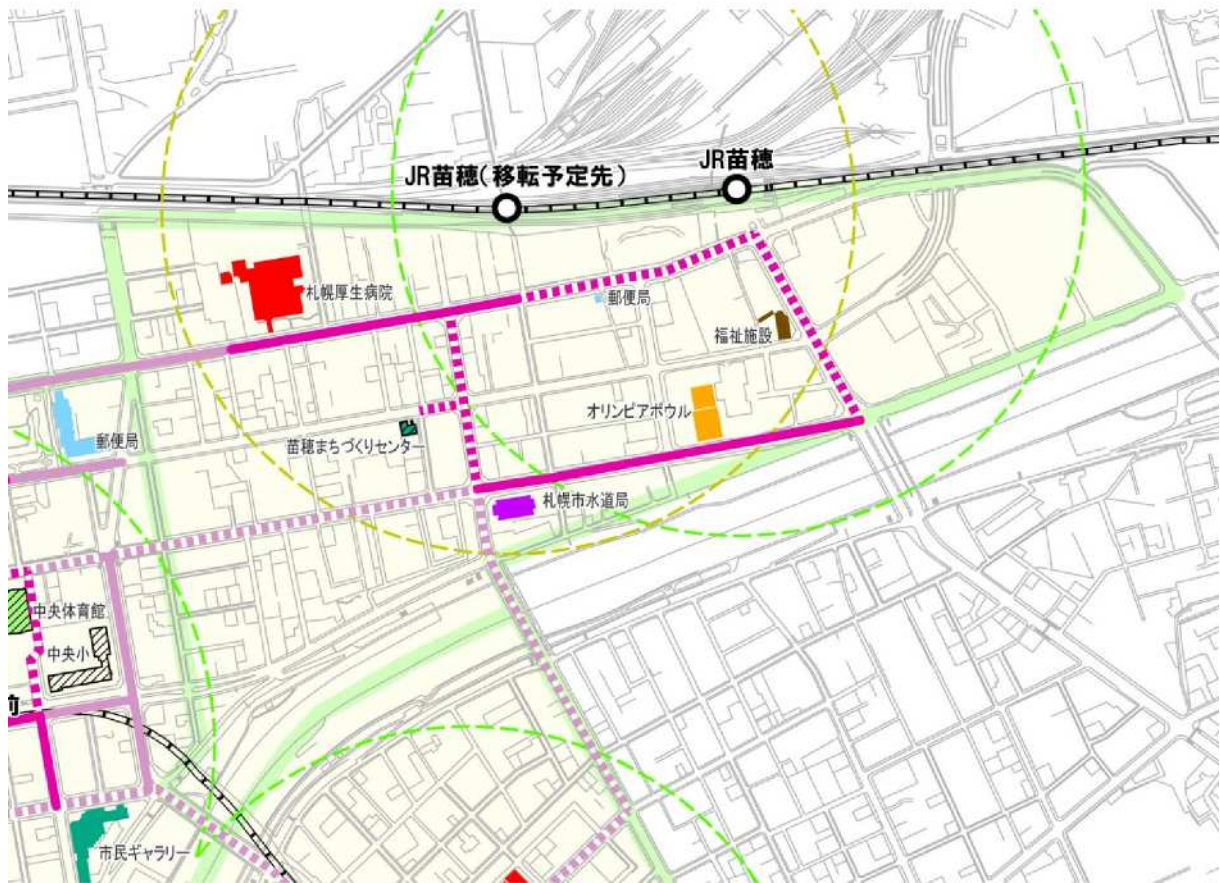 JR苗穂
JR苗穂(移転予定先)
札幌厚生病院
郵便局
福祉施設
オリンピアボウル
郵便局
苗穂まちづくりセンター
札幌市水道局
中央体育館
中央小
前
市民ギャラリー